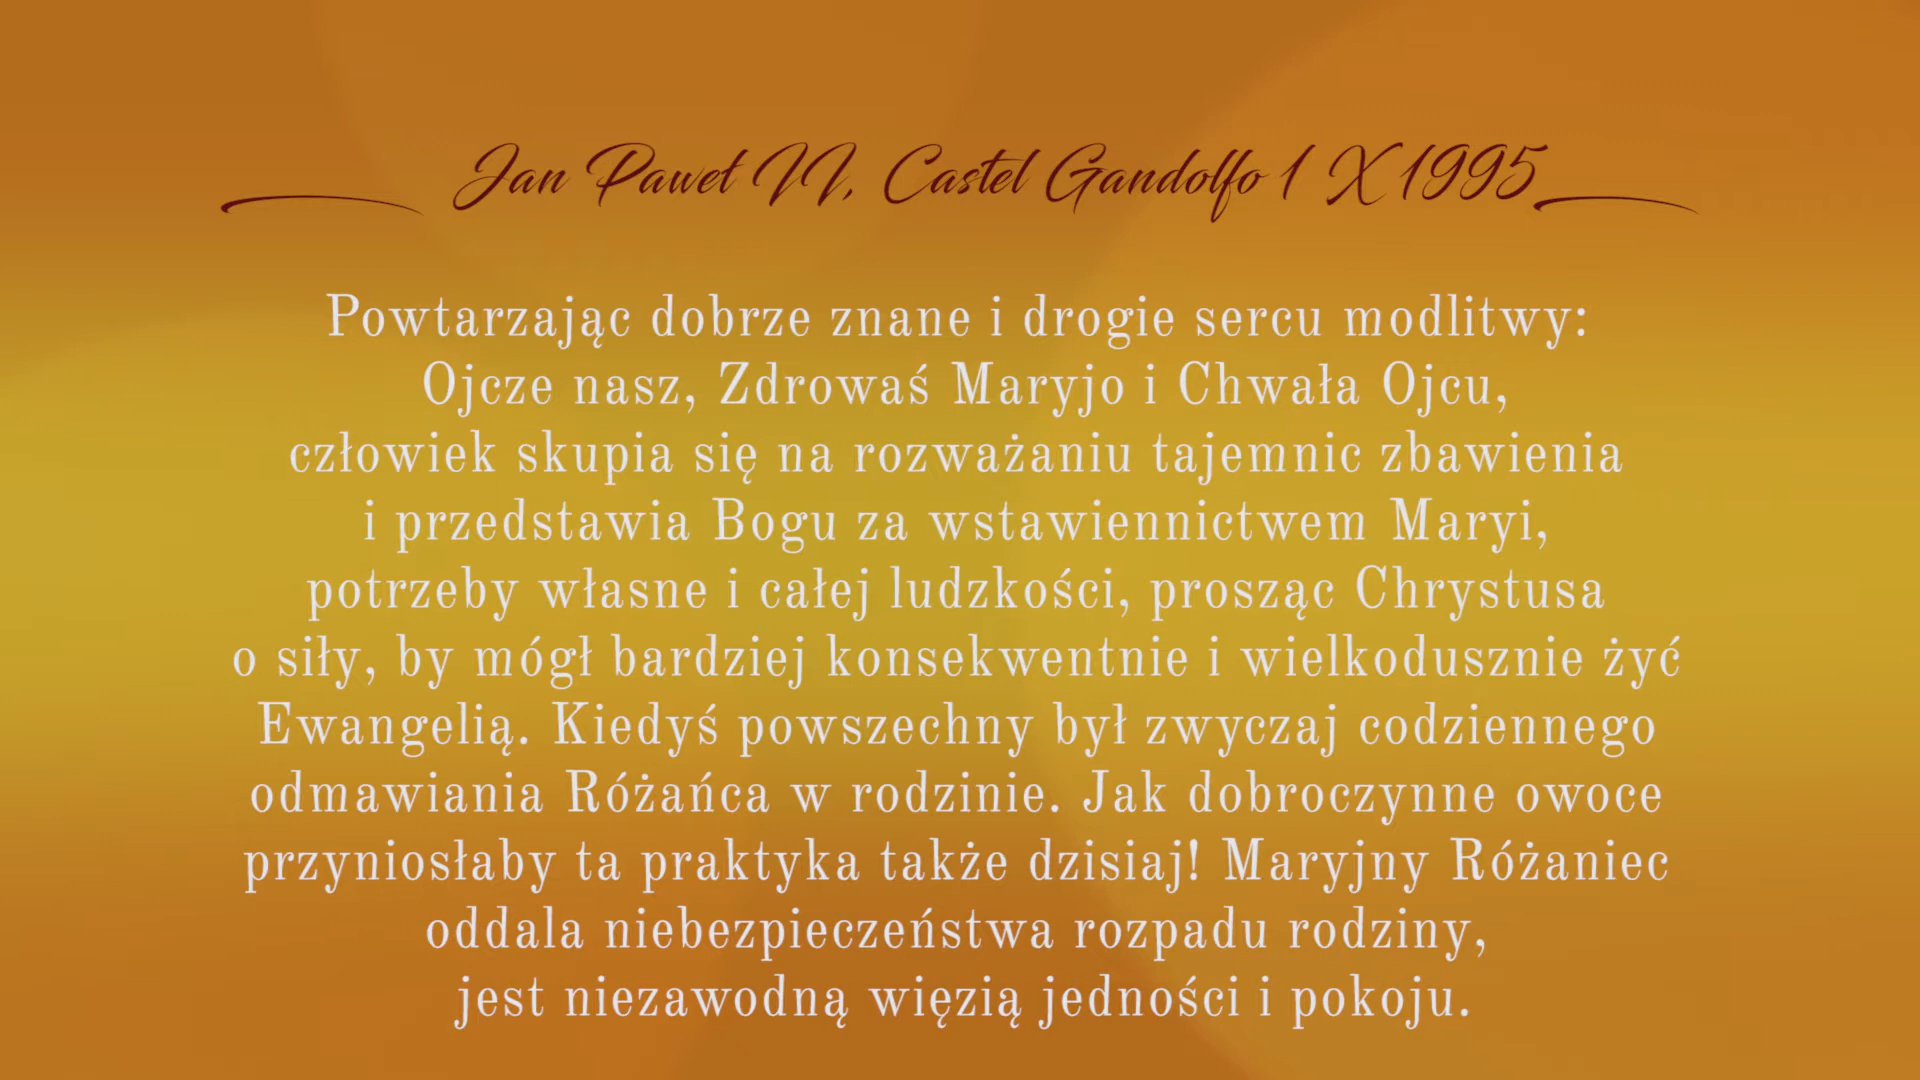 Jan Paweł II, Castel Gandolfo 1 X 1995
Powtarzając dobrze znane i drogie sercu modlitwy:
Ojcze nasz, Zdrowaś Maryjo i Chwała Ojcu,
człowiek skupia się na rozważaniu tajemnic zbawienia
i przedstawia Bogu za wstawiennictwem Maryi,
potrzeby własne i całej ludzkości, prosząc Chrystusa
o siły, by mógł bardziej konsekwentnie i wielkodusznie żyć
Ewangelią. Kiedyś powszechny był zwyczaj codziennego
odmawiania Różańca w rodzinie. Jak dobroczynne owoce
przyniosłaby ta praktyka także dzisiaj! Maryjny Różaniec
oddala niebezpieczeństwa rozpadu rodziny,
jest niezawodną więzią jedności i pokoju.